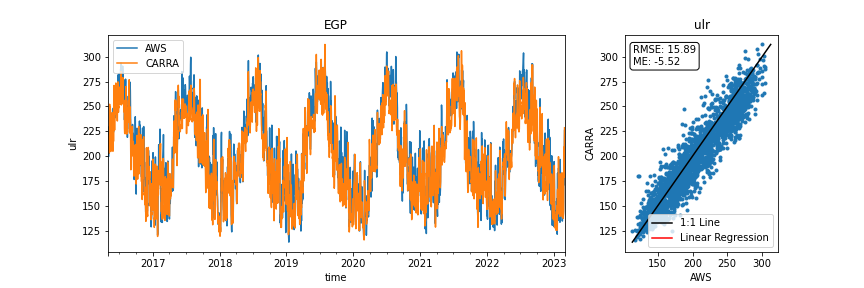 EGP
AWS
CARRA
ulr
300
275
250
225
200
175
150
125
2017
2018
2019
2020
2021
2022
2023
time
ulr
RMSE: 15.89
ME: -5.52
CARRA
300
275
250
225
200
175
150
125
1:1 Line
Linear Regression
150
200
250
300
AWS